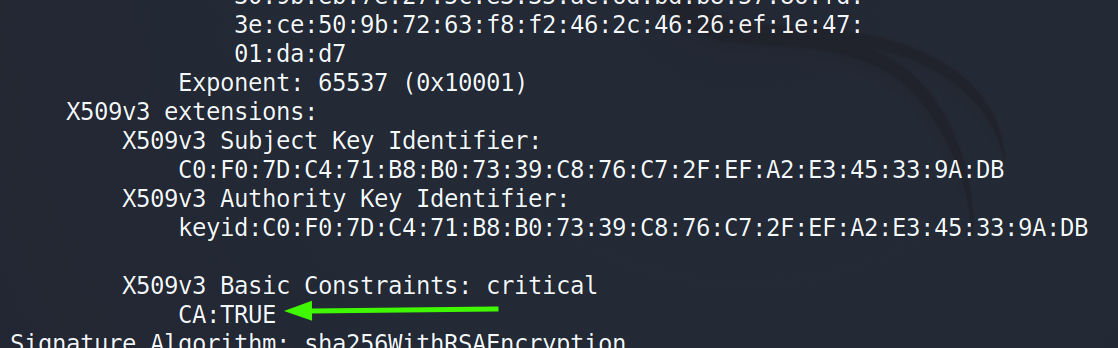 3e:ce:50:9b:72:63:f8:f2:46:2c:46:26:ef:1e:47:
01:da:d7
Exponent: 65537 (0x10001)
X509v3 extensions:
X509v3 Subject Key Identifier:
C0:F0:7D:C4:71:B8:B0:73:39:C8:76:C7:2F:EF:A2:E3:45:33:9A:DB
X509v3 Authority Key Identifier:
keyid:C0:F0:7D:C4:71:B8:B0:73:39:C8:76:C7:2F:EF:A2:E3:45:33:9A:DB
X509v3 Basic Constraints: critical
CA:TRUE
Signature Algorithm: sha256WithRSAEncryption